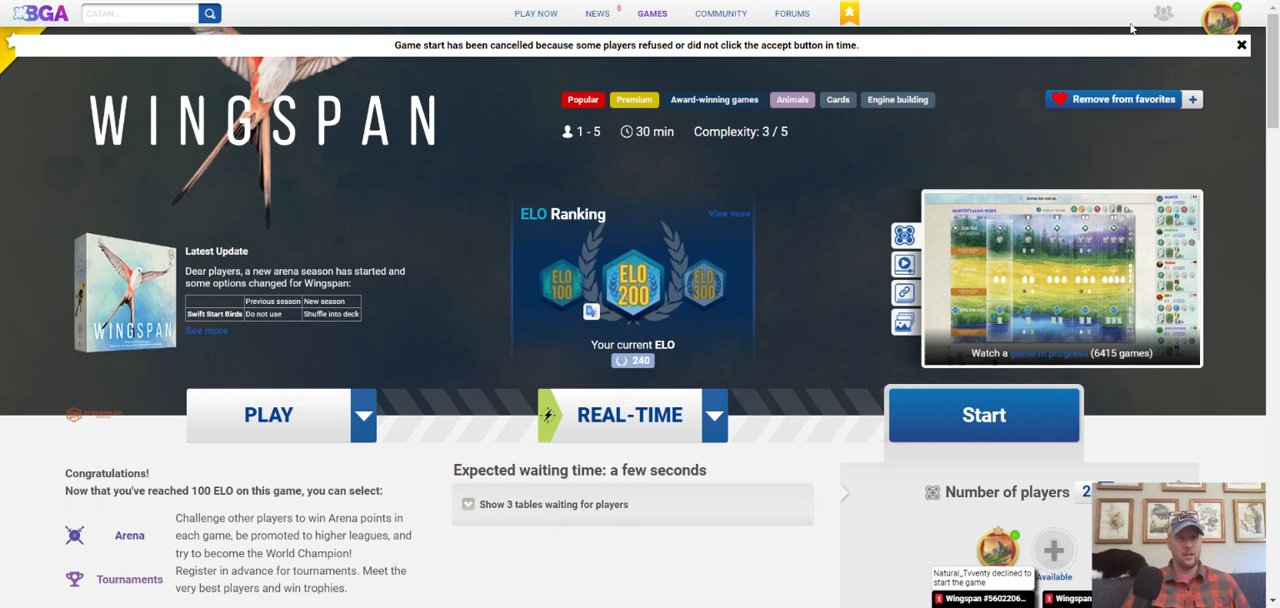 BGA
CATAN...
PLAY NOW
NEWS
8
GAMES
COMMUNITY
FORUMS
Game start has been cancelled because some players refused or did not click the accept button in time.
WINGSPAN
Popular
Premium
Award-winning games
Animals
Cards
Engine building
Remove from favorites
+
1 - 5
30 min
Complexity: 3 / 5
ELO Ranking
View more
ELO
100
ELO
200
ELO
300
Your current ELO
240
WINGSPAN
Latest Update
Dear players, a new arena season has started and
some options changed for Wingspan:
Previous season New season
Swift Start Birds Do not use Shuffle into deck
See more
Watch a game in progress (6415 games)
PLAY
REAL-TIME
Start
Congratulations!
Now that you've reached 100 ELO on this game, you can select:
Arena
Challenge other players to win Arena points in
each game, be promoted to higher leagues, and
try to become the World Champion!
Tournaments
Register in advance for tournaments. Meet the
very best players and win trophies.
Expected waiting time: a few seconds
Show 3 tables waiting for players
Number of players
2
Available
Naturai_Tvventy declined to
start the game
1 Wingspan #5602206...
1 Wingspan